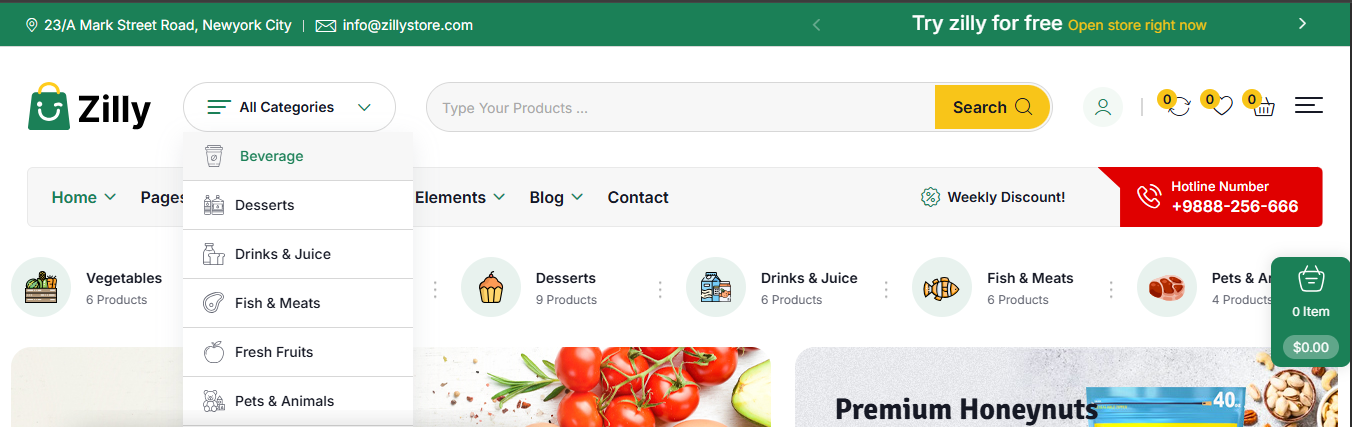 23/A Mark Street Road, Newyork City | info@zillystore.com
Try zilly for free Open store right now
Zilly
All Categories
Type Your Products ...
Search
0 0 0
Beverage
Desserts
Drinks & Juice
Fish & Meats
Fresh Fruits
Pets & Animals
Home
Pages
Elements
Blog
Contact
Weekly Discount!
Hotline Number
+9888-256-666
Vegetables
6 Products
Desserts
9 Products
Drinks & Juice
6 Products
Fish & Meats
6 Products
Pets &
4 Products
0 Item
$0.00
Premium Honeynuts
40